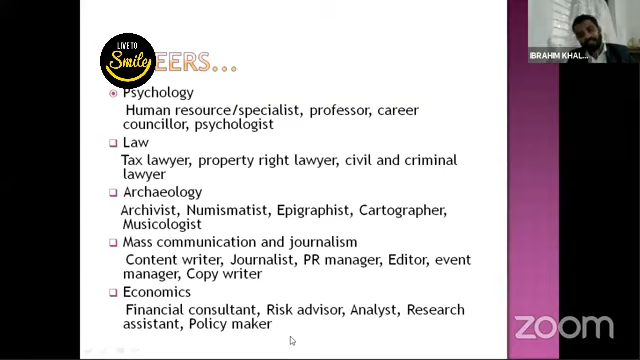 LIVE TO
Smile
EERS...
IBRAHIM KHAL...
Psychology
Human resource/specialist, professor, career
councillor, psychologist
Law
Tax lawyer, property right lawyer, civil and criminal
lawyer
Archaeology
Archivist, Numismatist, Epigraphist, Cartographer,
Musicologist
Mass communication and journalism
Content writer, Journalist, PR manager, Editor, event
manager, Copy writer
Economics
Financial consultant, Risk advisor, Analyst, Research
assistant, Policy maker
zoom